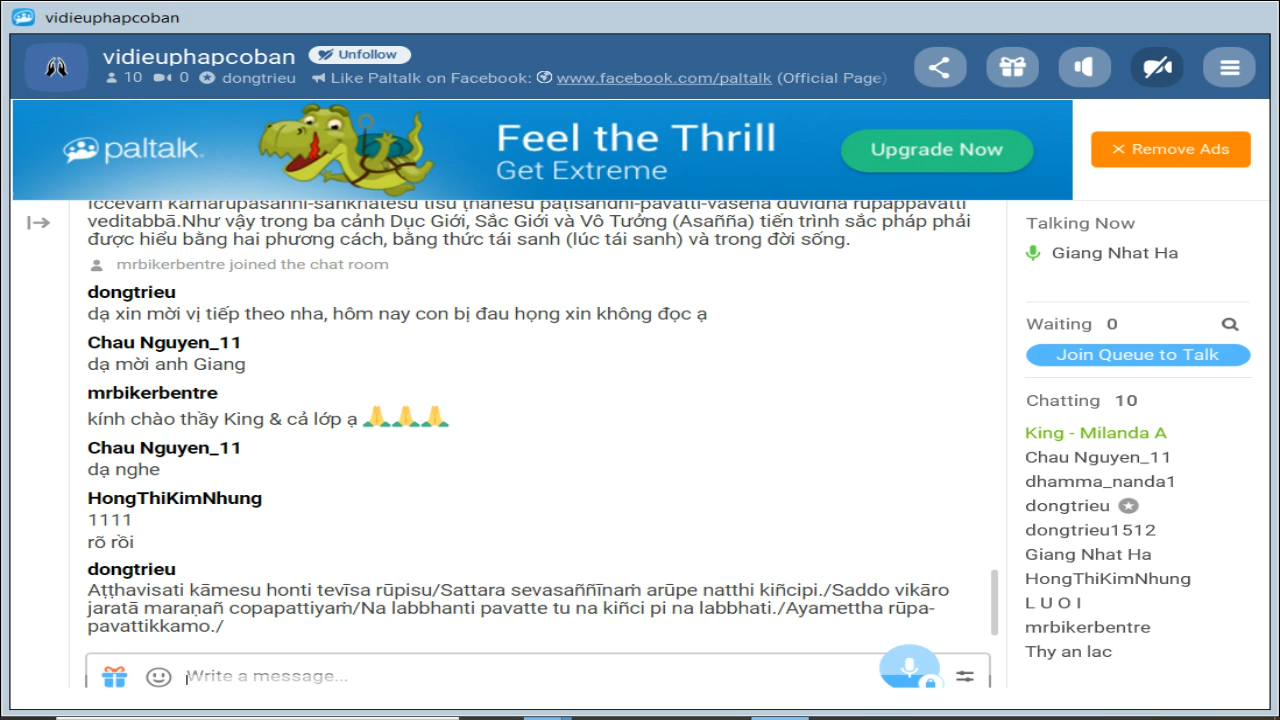 vidieuphapcoban
vidieuphapcoban Unfollow
10 0 dongtrieu Like Paltalk on Facebook: www.facebook.com/paltalk (Official Page)
paltalk. Feel the Thrill
Get Extreme
Upgrade Now
× Remove Ads
Iccevaṁ kāmarūpāsaññi-saṅkhātesu tīsu ṭhānesu paṭisandhi-pavatti-vasena duvidhā rūpappavatti
veditabbā.Như vậy trong ba cảnh Dục Giới, Sắc Giới và Vô Tưởng (Asañña) tiến trình sắc pháp phải
được hiểu bằng hai phương cách, bằng thức tái sanh (lúc tái sanh) và trong đời sống.
mrbikerbentre joined the chat room
dongtrieu
dạ xin mời vị tiếp theo nha, hôm nay con bị đau họng xin không đọc ạ
Chau Nguyen_11
dạ mời anh Giang
mrbikerbentre
kính chào thầy King & cả lớp ạ 🙏🙏🙏
Chau Nguyen_11
dạ nghe
HongThiKimNhung
1111
rõ rồi
dongtrieu
Aṭṭhavisati kāmesu honti tevīsa rūpisu/Sattara sevasaññīnaṁ arūpe natthi kiñcipi./Saddo vikāro
jaratā maraṇañ copapattiyaṁ/Na labbhanti pavatte tu na kiñci pi na labbhati./Ayamettha rūpa-
pavattikkamo./
Write a message...
Talking Now
Giang Nhat Ha
Waiting 0
Join Queue to Talk
Chatting 10
King - Milanda A
Chau Nguyen_11
dhamma_nanda1
dongtrieu
dongtrieu1512
Giang Nhat Ha
HongThiKimNhung
L U O I
mrbikerbentre
Thy an lac